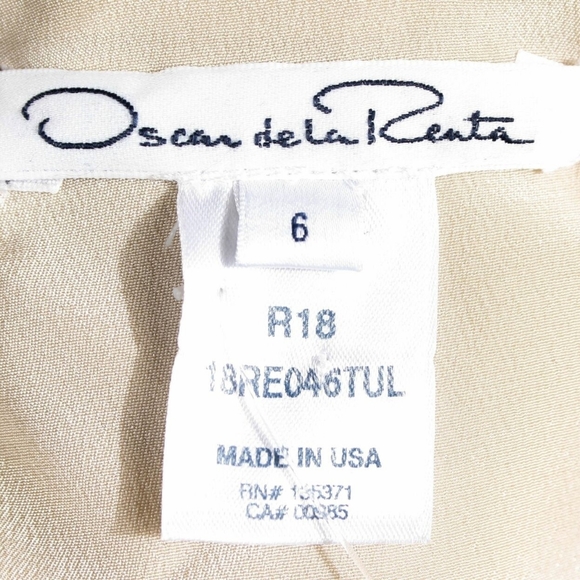 Oscar de la Renta
6
R18
18RE046TUL
MADE IN USA
RN# 135371
CA# 00985